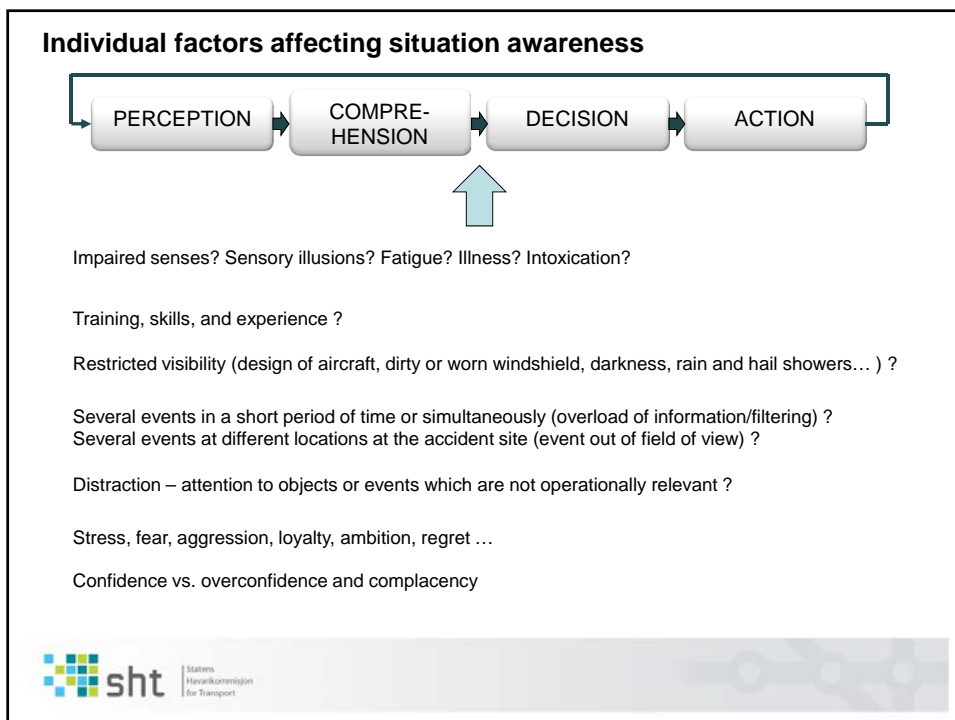 Individual factors affecting situation awareness
PERCEPTION
COMPRE-
HENSION
DECISION
ACTION
Impaired senses? Sensory illusions? Fatigue? Illness? Intoxication?
Training, skills, and experience ?
Restricted visibility (design of aircraft, dirty or worn windshield, darkness, rain and hail showers… ) ?
Several events in a short period of time or simultaneously (overload of information/filtering) ?
Several events at different locations at the accident site (event out of field of view) ?
Distraction – attention to objects or events which are not operationally relevant ?
Stress, fear, aggression, loyalty, ambition, regret …
Confidence vs. overconfidence and complacency
sht
Statens
Havarikommisjon
for Transport